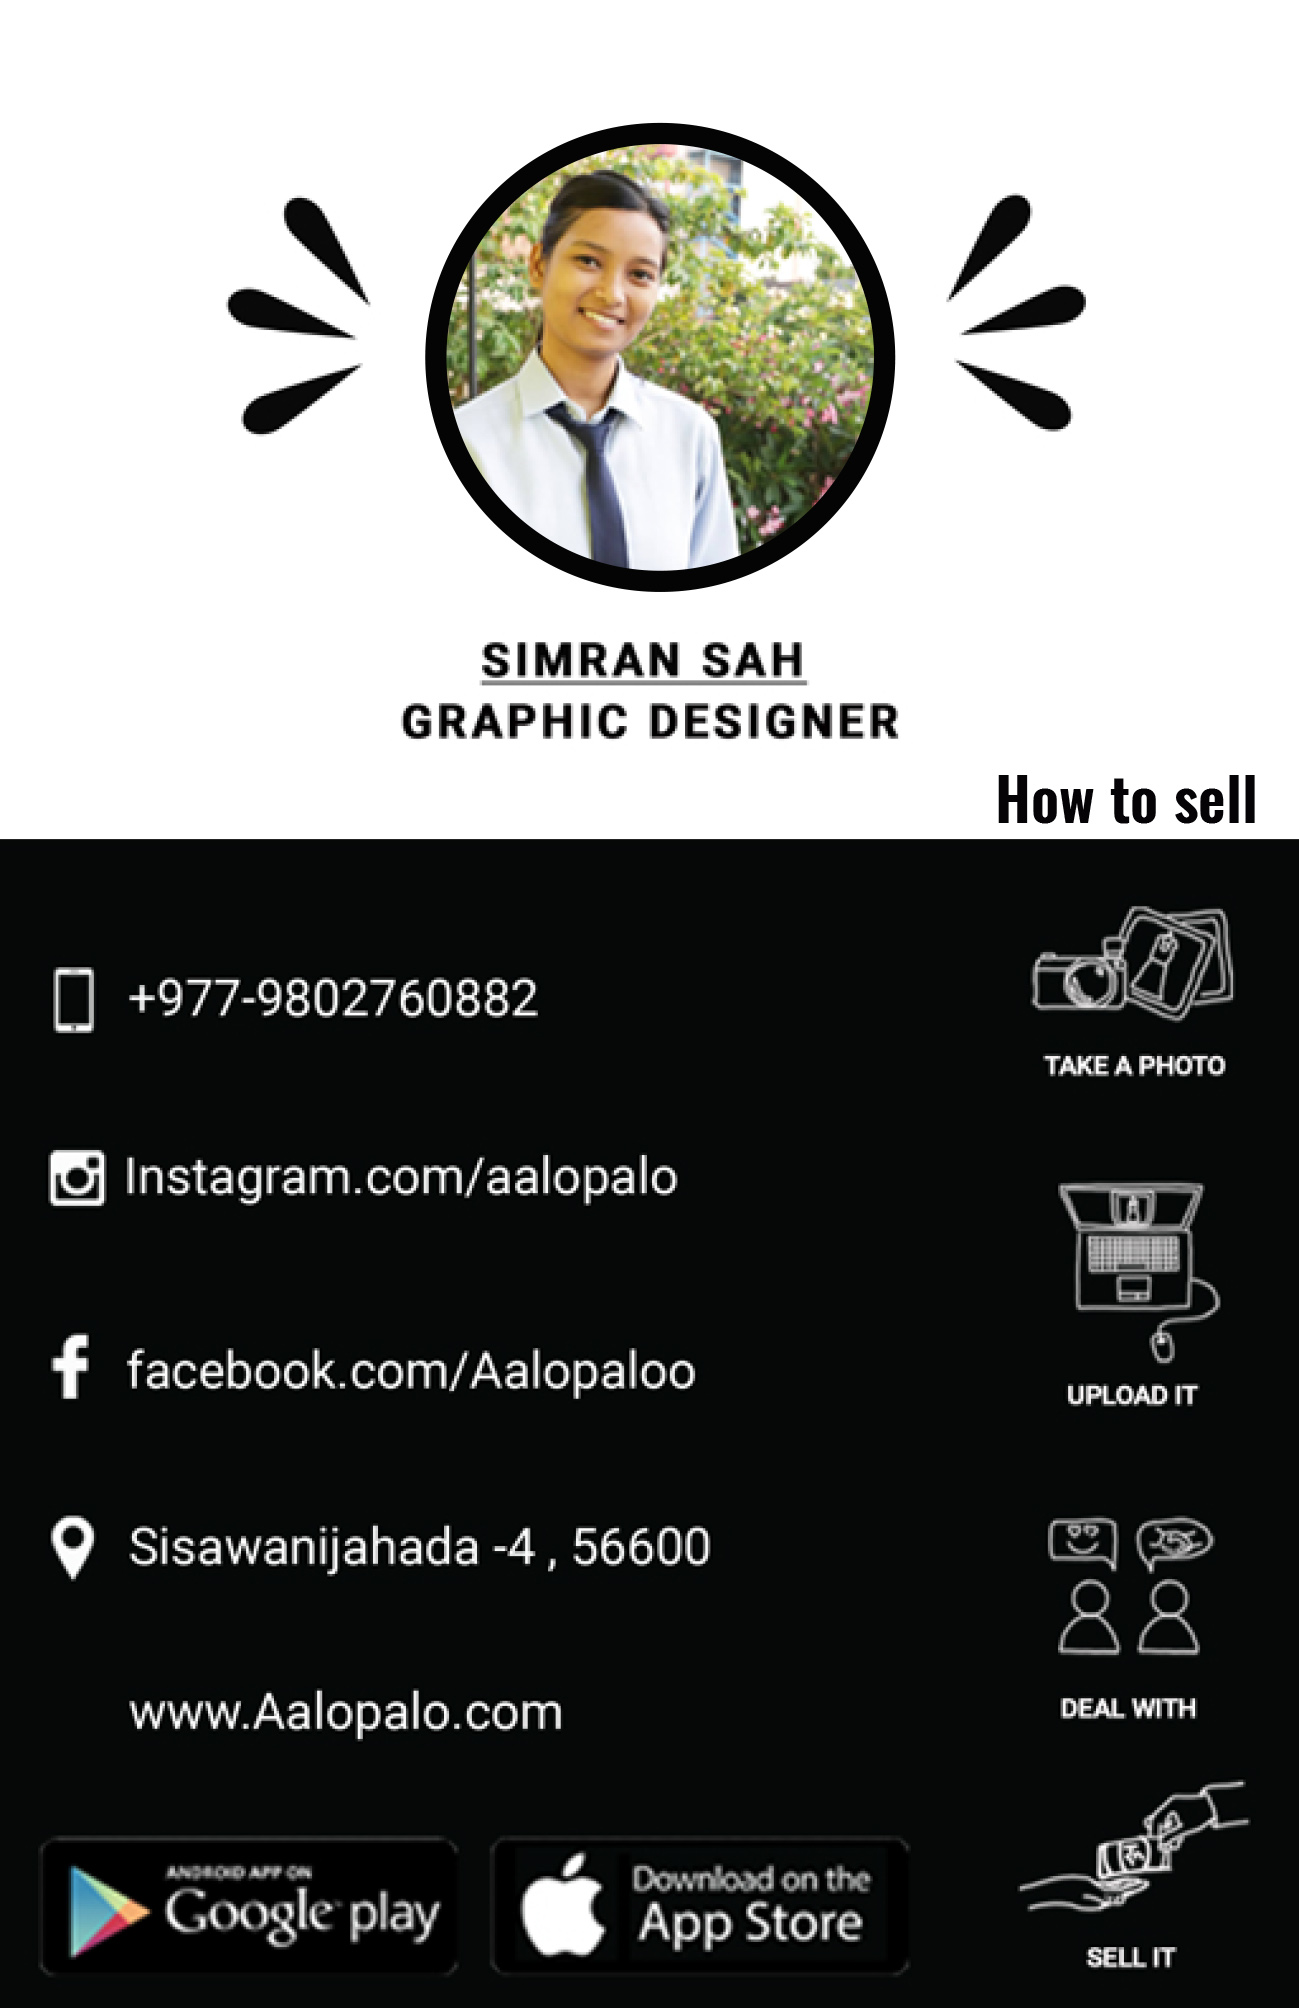 SIMRAN SAH
GRAPHIC DESIGNER
How to sell
+977-9802760882
Instagram.com/aalopalo
facebook.com/Aalopaloo
Sisawanijahada -4 , 56600
www.Aalopalo.com
ANDROID APP ON
Google play
Download on the
App Store
TAKE A PHOTO
UPLOAD IT
DEAL WITH
SELL IT